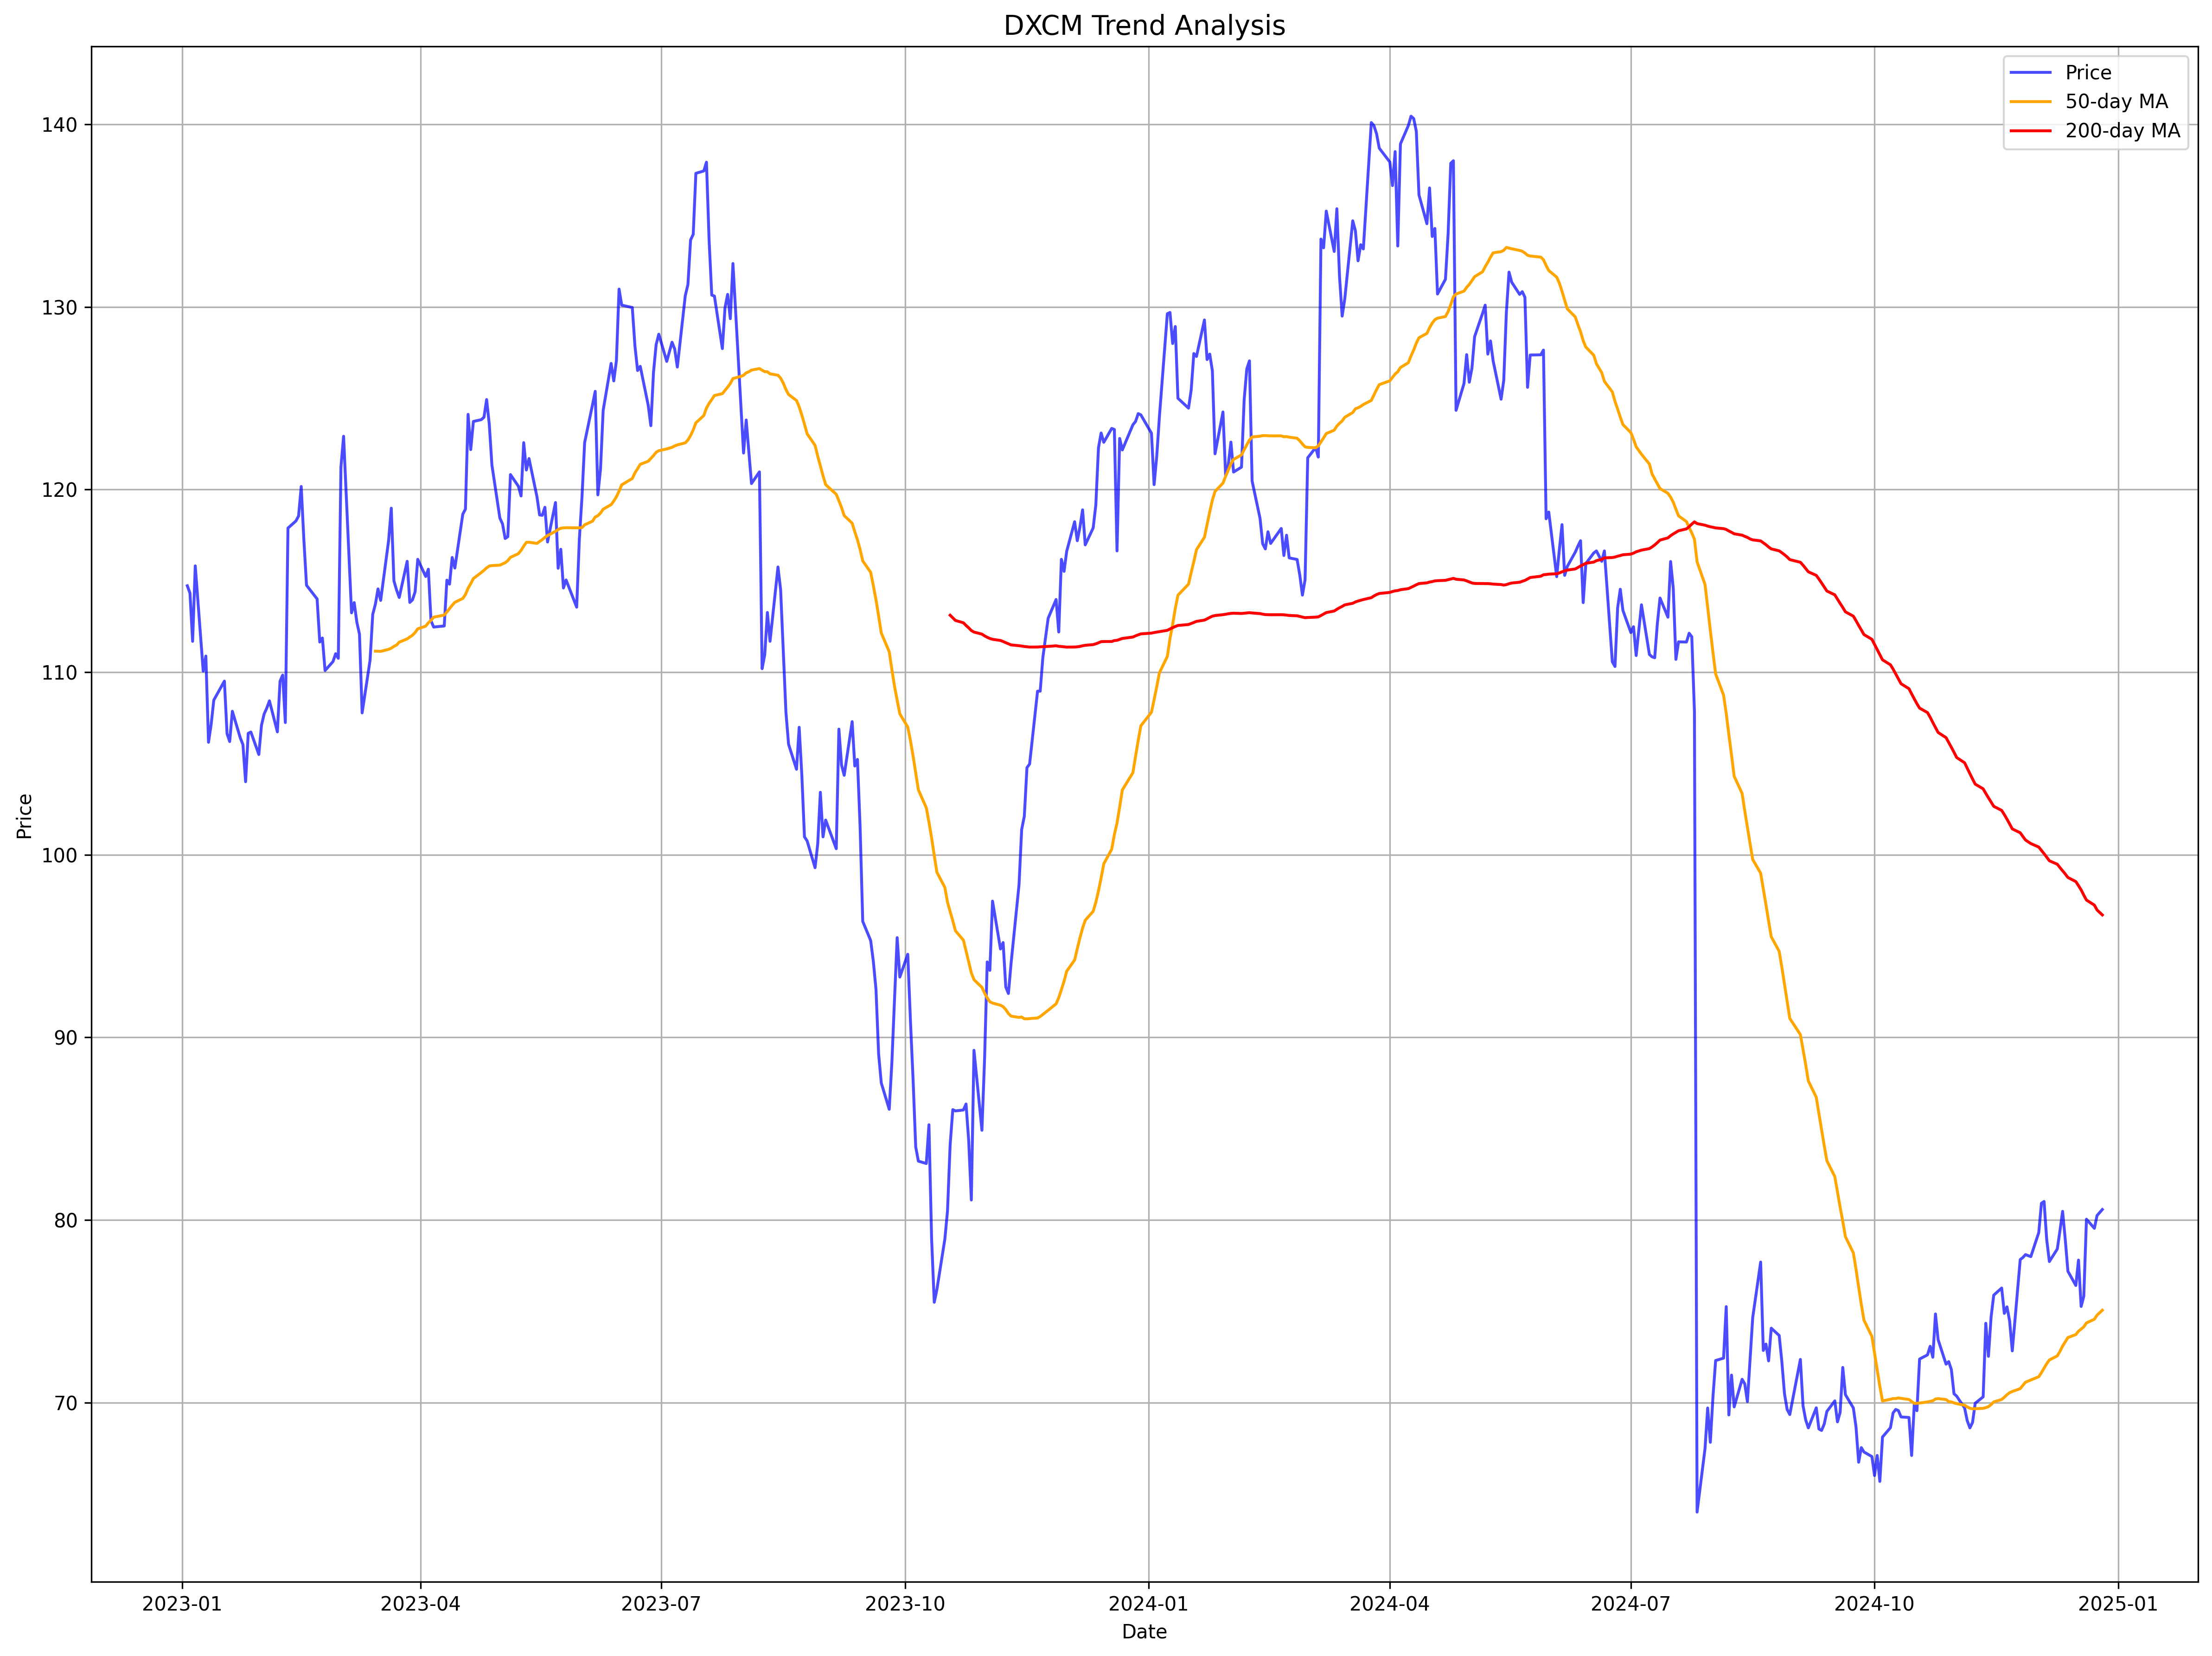 DXCM Trend Analysis
Price
50-day MA
200-day MA
140
130
120
110
100
90
80
70
Price
2023-01
2023-04
2023-07
2023-10
2024-01
2024-04
2024-07
2024-10
2025-01
Date